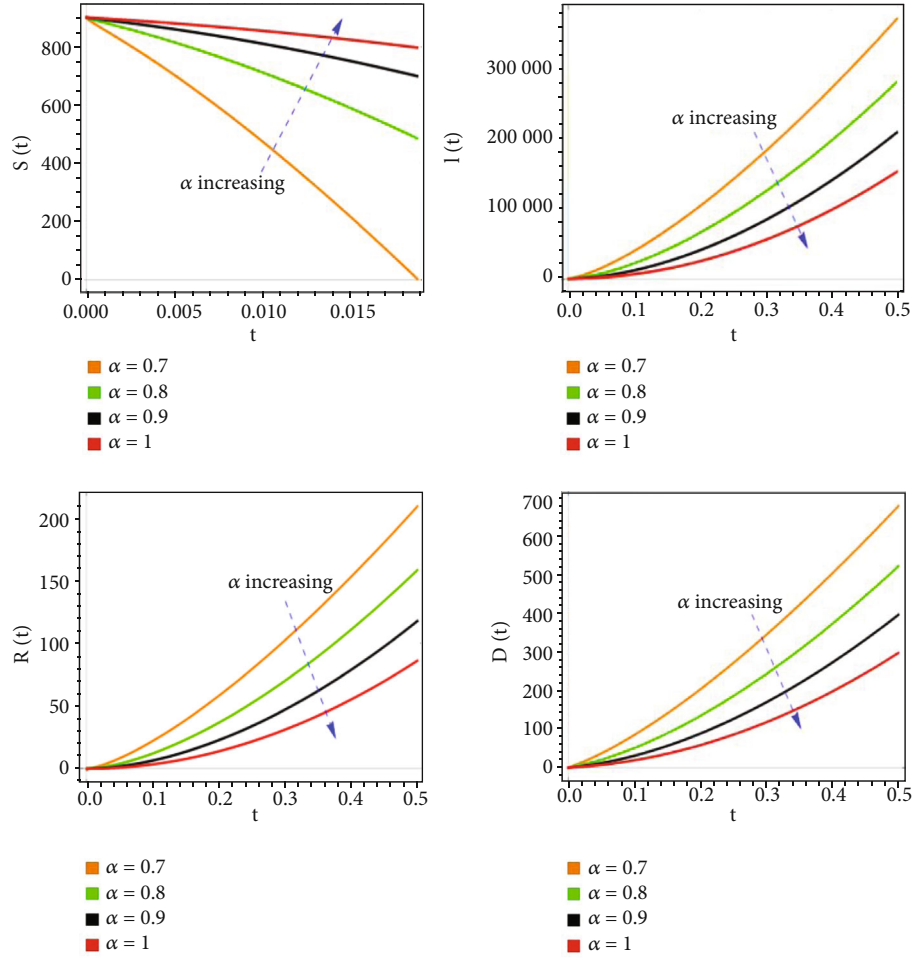 S (t)
800
600
400
200
0
α increasing
0.000 0.005 0.010 0.015
t
α = 0.7
α = 0.8
α = 0.9
α = 1
I (t)
300 000
200 000
100 000
0
α increasing
0.0 0.1 0.2 0.3 0.4 0.5
t
α = 0.7
α = 0.8
α = 0.9
α = 1
R (t)
200
150
100
50
0
α increasing
0.0 0.1 0.2 0.3 0.4 0.5
t
α = 0.7
α = 0.8
α = 0.9
α = 1
D (t)
700
600
500
400
300
200
100
0
α increasing
0.0 0.1 0.2 0.3 0.4 0.5
t
α = 0.7
α = 0.8
α = 0.9
α = 1